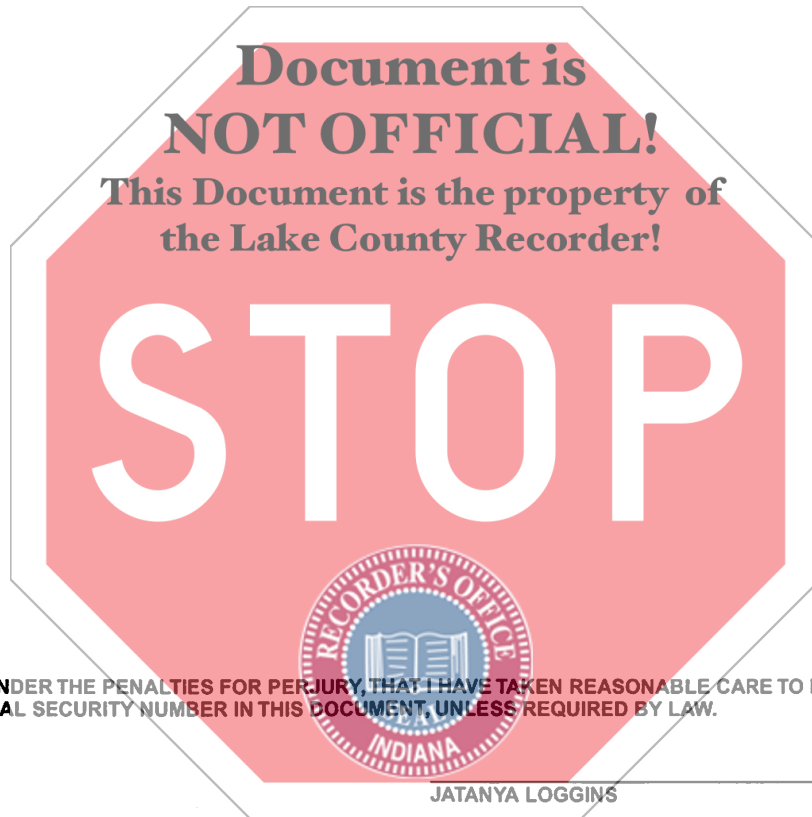 Document is
NOT OFFICIAL!
This Document is the property of
the Lake County Recorder!
STOP
RECORDER'S OFFICE
NDER THE PENALTIES FOR PERJURY, THAT I HAVE TAKEN REASONABLE CARE TO
AL SECURITY NUMBER IN THIS DOCUMENT, UNLESS REQUIRED BY LAW.
SEAL
INDIANA
JATANYA LOGGINS